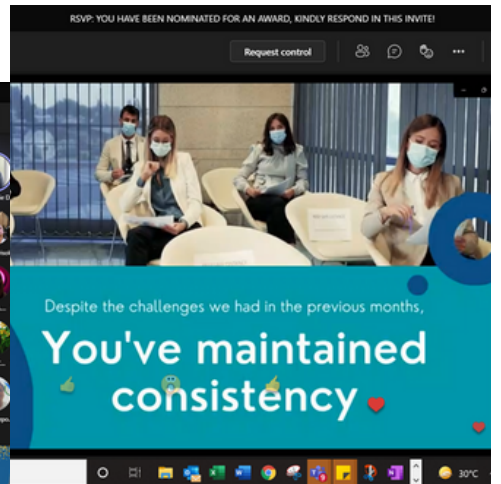 RSVP: YOU HAVE BEEN NOMINATED FOR AN AWARD, KINDLY RESPOND IN THIS INVITE!
Request control
Despite the challenges we had in the previous months,
You've maintained
consistency
30°C